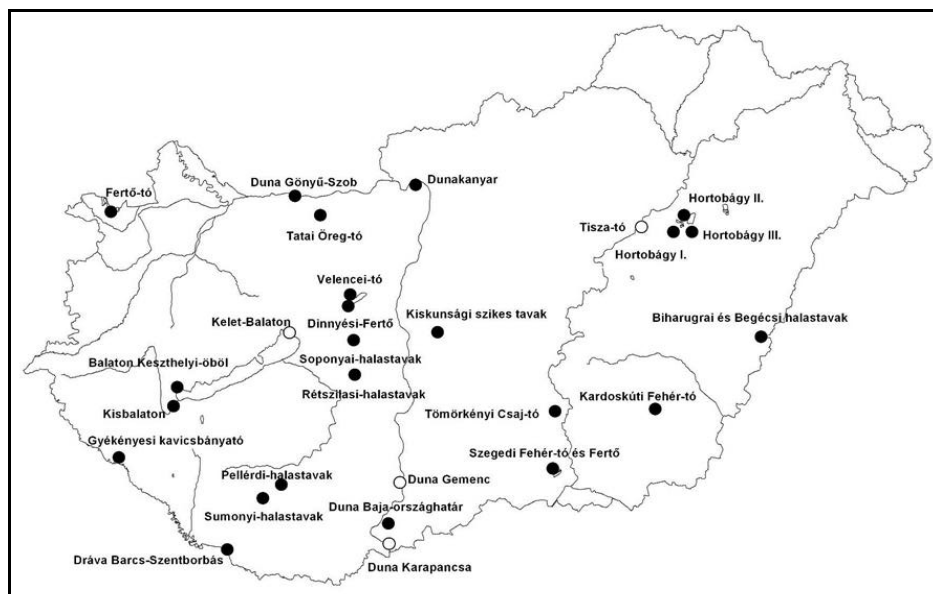 Duna Gönyű-Szob
Dunakanyar
Fertő-tó
Hortobágy II.
Tisza-tó
Hortobágy III.
Tatai Öreg-tó
Hortobágy I.
Velencei-tó
Kelet-Balaton
Dinnyési-Fertő
Kiskunsági szikes tavak
Biharugrai és Begécsi halastavak
Balaton Keszthelyi-öböl
Soponyai-halastavak
Rétszilasi-halastavak
Kardoskúti Fehér-tó
Kisbalaton
Tömörkényi Csaj-tó
Gyékényesi kavicsbányató
Szegedi Fehér-tó és Fertő
Pellérdi-halastavak
Duna Gemenc
Sumonyi-halastavak
Duna Baja-országhatár
Dráva Barcs-Szentborbás
Duna Karapancsa